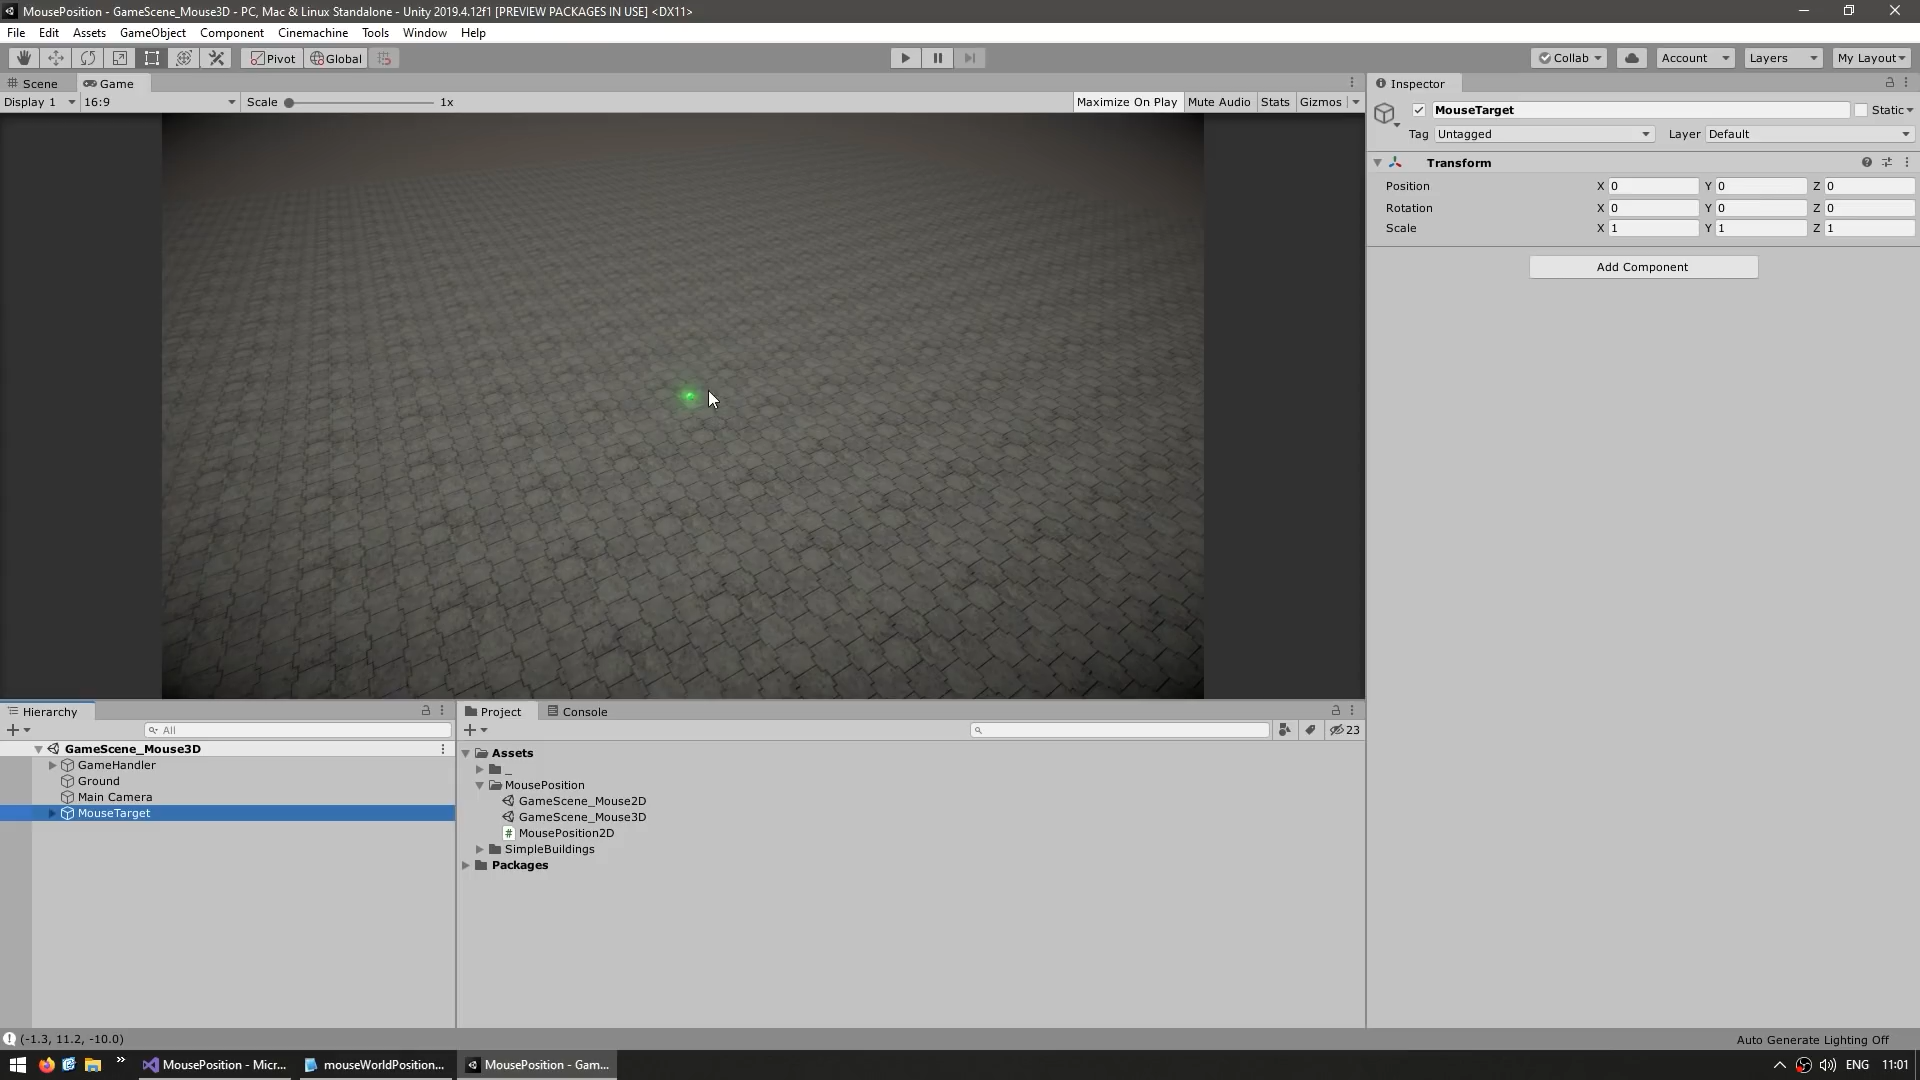 MousePosition - GameScene_Mouse3D - PC, Mac & Linux Standalone - Unity 2019.4.12f1 [PREVIEW PACKAGES IN USE] <DX11>
File Edit Assets GameObject Component Cinemachine Tools Window Help
Pivot Global Collab Account Layers My Layout
Scene Game
Display 1 16:9 Scale 1x Maximize On Play Mute Audio Stats Gizmos
Inspector
MouseTarget Static
Tag Untagged Layer Default
Transform
Position X 0 Y 0 Z 0
Rotation X 0 Y 0 Z 0
Scale X 1 Y 1 Z 1
Add Component
Hierarchy
All
GameScene_Mouse3D
GameHandler
Ground
Main Camera
MouseTarget
Project Console
23
Assets
_
MousePosition
GameScene_Mouse2D
GameScene_Mouse3D
# MousePosition2D
SimpleBuildings
Packages
(-1.3, 11.2, -10.0)
Auto Generate Lighting Off
MousePosition - Micr... mouseWorldPosition... MousePosition - Gam... ENG 11:01